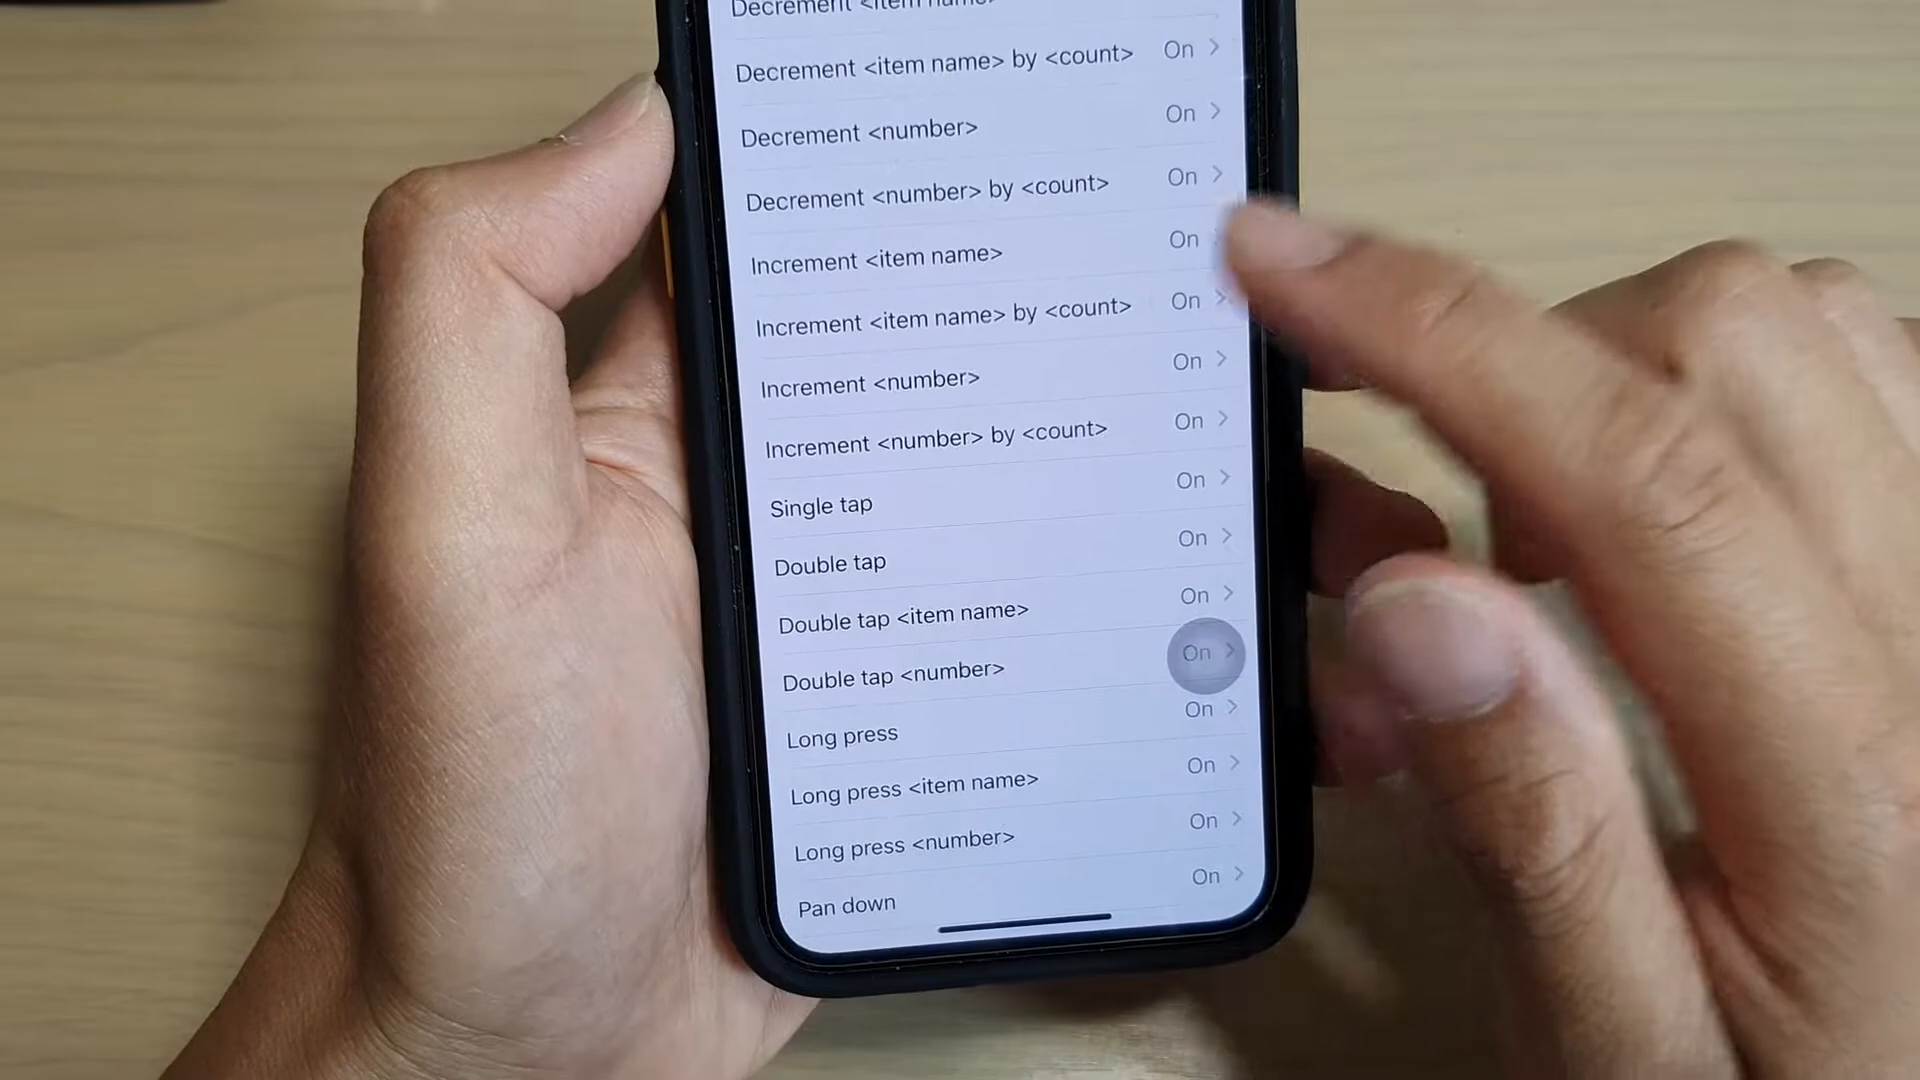 Decrement <item name>
Decrement <item name> by <count> On
Decrement <number> On
Decrement <number> by <count> On
Increment <item name> On
Increment <item name> by <count> On
Increment <number> On
Increment <number> by <count> On
Single tap On
Double tap On
Double tap <item name> On
Double tap <number> On
Long press On
Long press <item name> On
Long press <number> On
Pan down On